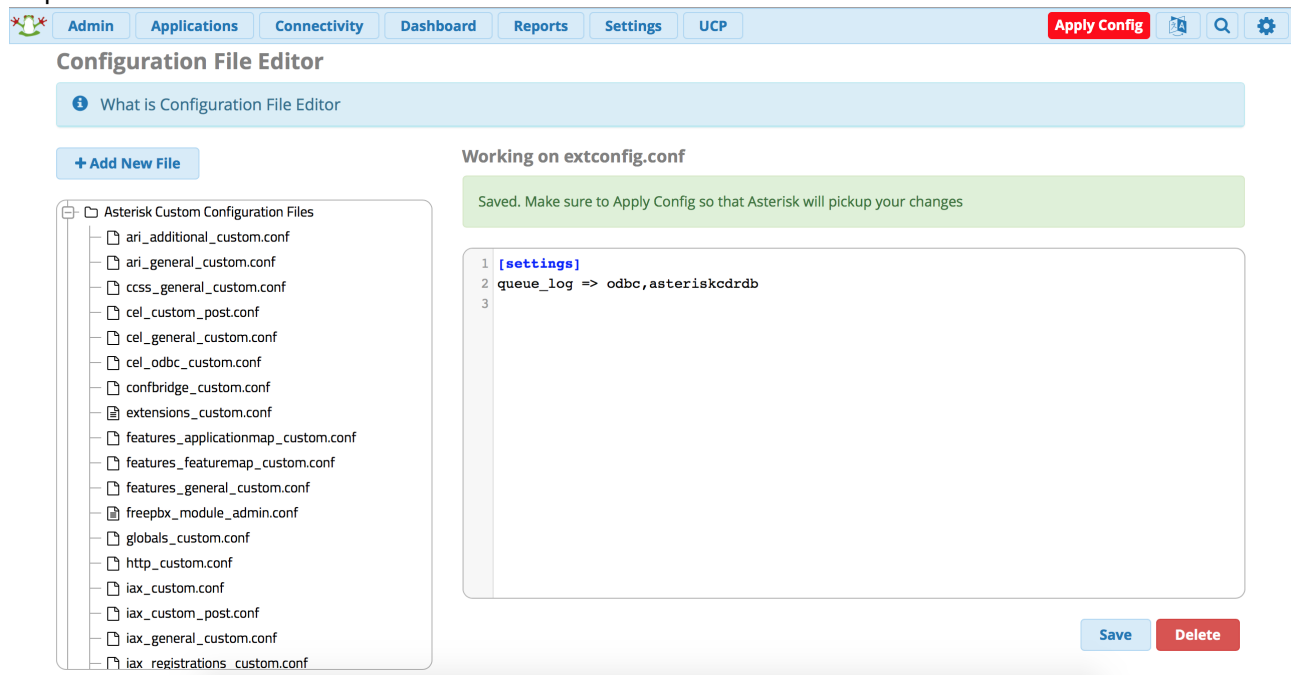 Admin Applications Connectivity Dashboard Reports Settings UCP Apply Config
Configuration File Editor
What is Configuration File Editor
+ Add New File
Asterisk Custom Configuration Files
ari_additional_custom.conf
ari_general_custom.conf
ccss_general_custom.conf
cel_custom_post.conf
cel_general_custom.conf
cel_odbc_custom.conf
confbridge_custom.conf
extensions_custom.conf
features_applicationmap_custom.conf
features_featuremap_custom.conf
features_general_custom.conf
freepbx_module_admin.conf
globals_custom.conf
http_custom.conf
iax_custom.conf
iax_custom_post.conf
iax_general_custom.conf
iax_registrations_custom.conf
Working on extconfig.conf
Saved. Make sure to Apply Config so that Asterisk will pickup your changes
1 [settings]
2 queue_log => odbc,asteriskcdrdb
3
Save Delete